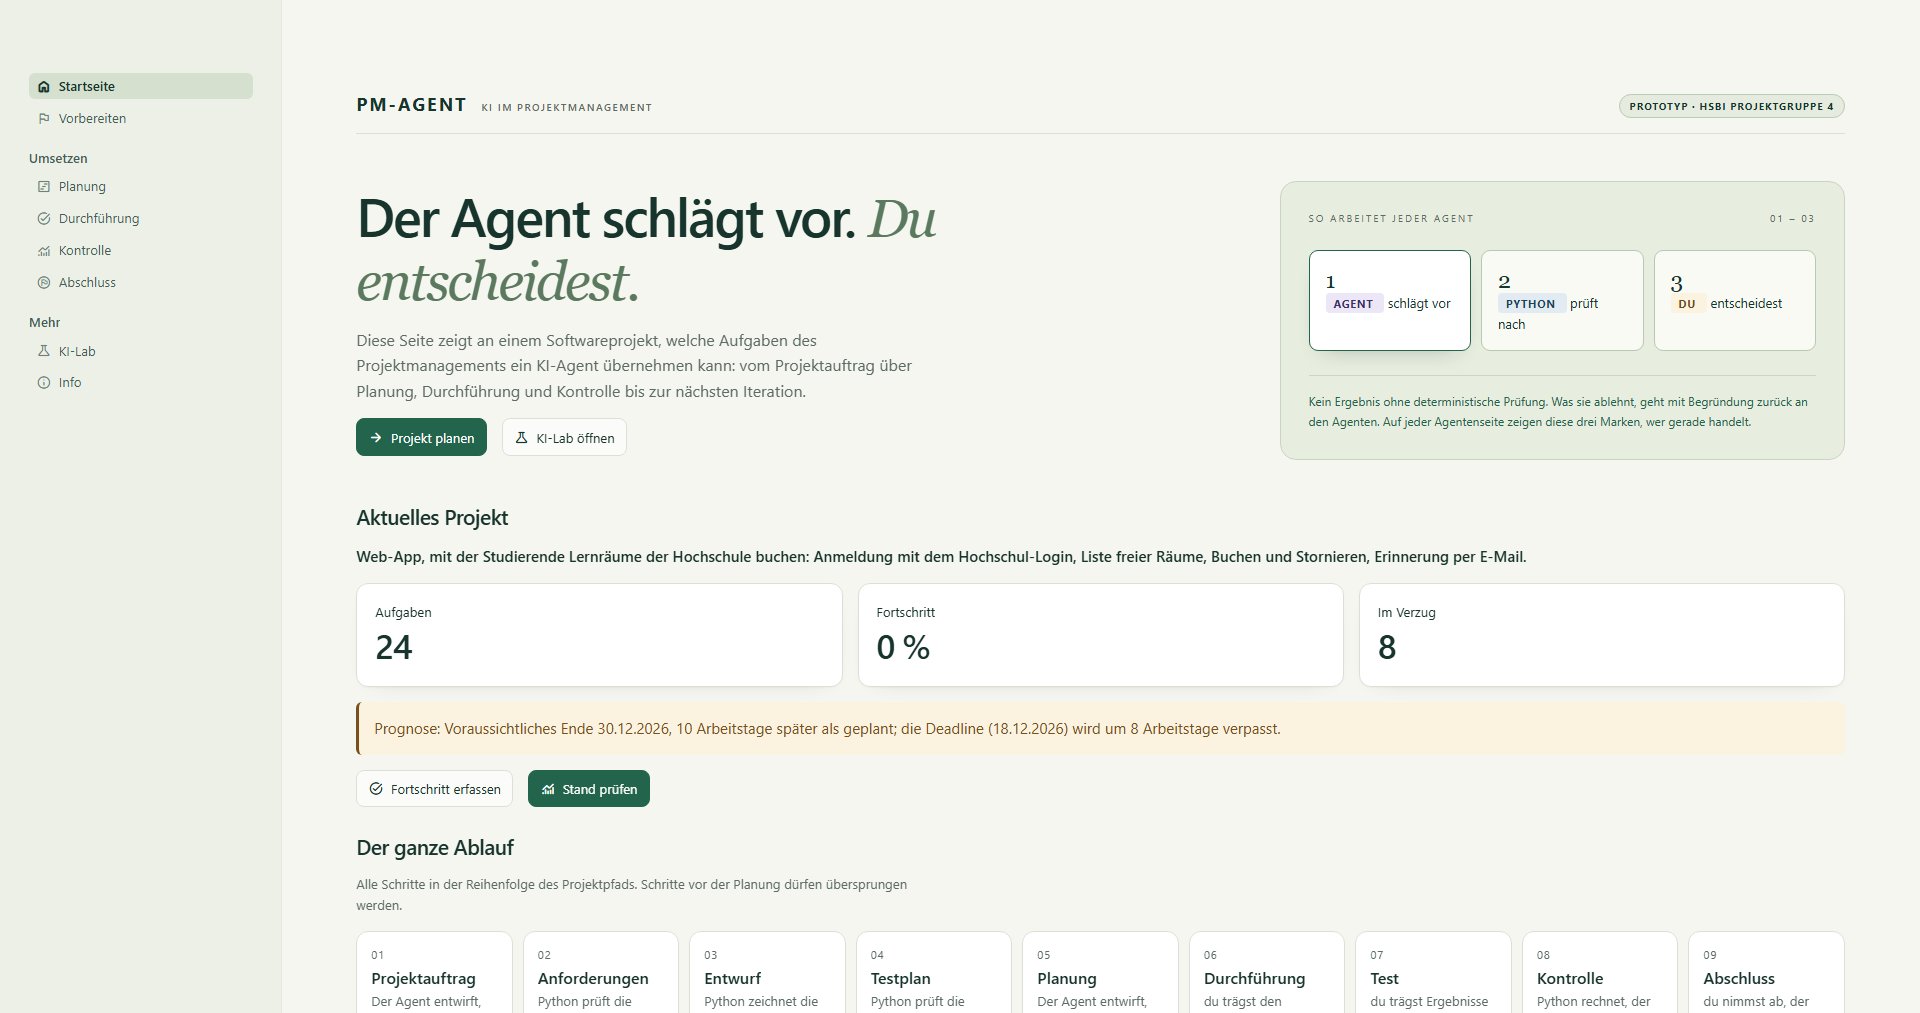 Startseite
Vorbereiten
Umsetzen
Planung
Durchführung
Kontrolle
Abschluss
Mehr
KI-Lab
Info
PM-AGENT KI IM PROJEKTMANAGEMENT
PROTOTYP · HSBI PROJEKTGRUPPE 4
Der Agent schlägt vor. Du
entscheidest.
Diese Seite zeigt an einem Softwareprojekt, welche Aufgaben des
Projektmanagements ein KI-Agent übernehmen kann: vom Projektauftrag über
Planung, Durchführung und Kontrolle bis zur nächsten Iteration.
Projekt planen
KI-Lab öffnen
SO ARBEITET JEDER AGENT
01 – 03
1
AGENT schlägt vor
2
PYTHON prüft
nach
3
DU entscheidest
Kein Ergebnis ohne deterministische Prüfung. Was sie ablehnt, geht mit Begründung zurück an
den Agenten. Auf jeder Agentenseite zeigen diese drei Marken, wer gerade handelt.
Aktuelles Projekt
Web-App, mit der Studierende Lernräume der Hochschule buchen: Anmeldung mit dem Hochschul-Login, Liste freier Räume, Buchen und Stornieren, Erinnerung per E-Mail.
Aufgaben
24
Fortschritt
0 %
Im Verzug
8
Prognose: Voraussichtliches Ende 30.12.2026, 10 Arbeitstage später als geplant; die Deadline (18.12.2026) wird um 8 Arbeitstage verpasst.
Fortschritt erfassen
Stand prüfen
Der ganze Ablauf
Alle Schritte in der Reihenfolge des Projektpfads. Schritte vor der Planung dürfen übersprungen
werden.
01
Projektauftrag
Der Agent entwirft,
02
Anforderungen
Python prüft die
03
Entwurf
Python zeichnet die
04
Testplan
Python prüft die
05
Planung
Der Agent entwirft,
06
Durchführung
du trägst den
07
Test
du trägst Ergebnisse
08
Kontrolle
Python rechnet, der
09
Abschluss
du nimmst ab, der